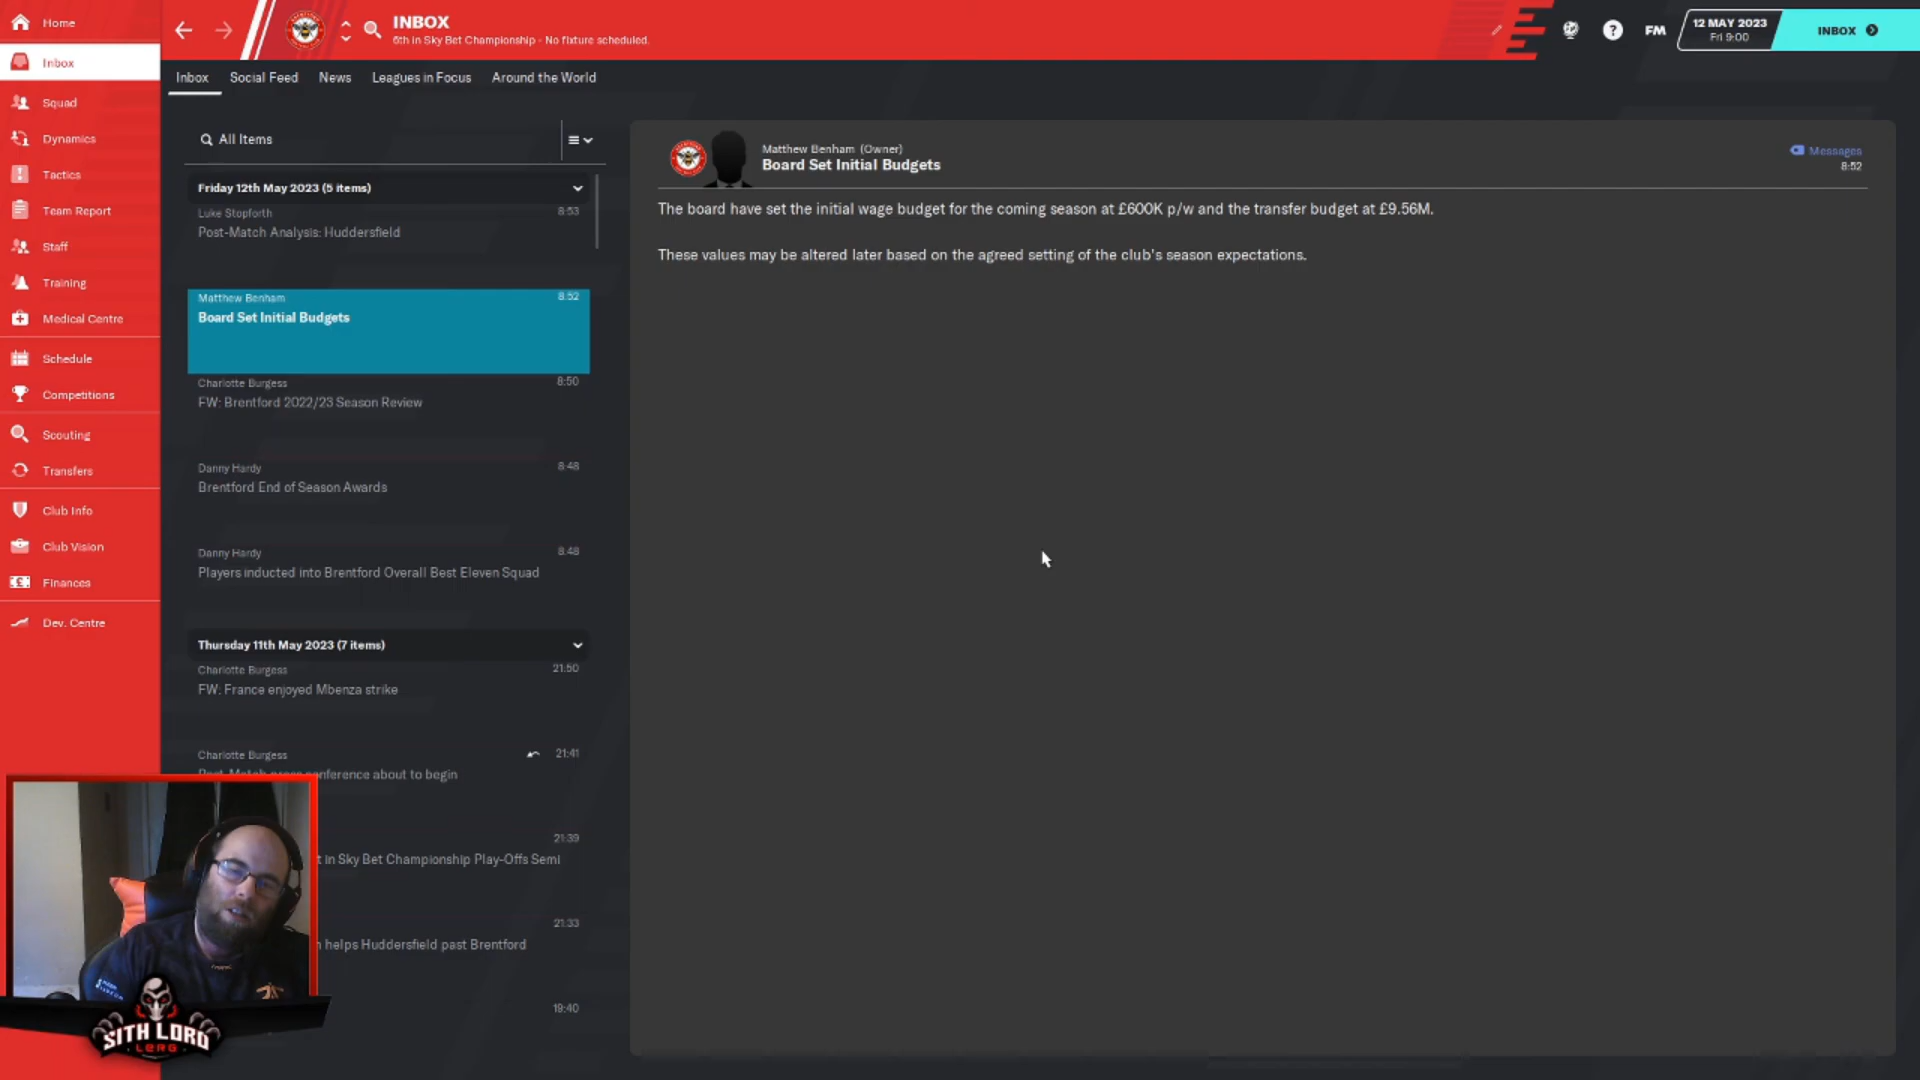 Home
Inbox
Squad
Dynamics
Tactics
Team Report
Staff
Training
Medical Centre
Schedule
Competitions
Scouting
Transfers
Club Info
Club Vision
Finances
Dev. Centre
INBOX
6th in Sky Bet Championship - No fixture scheduled.
FM
12 MAY 2023
Fri 9:00
INBOX
Inbox Social Feed News Leagues in Focus Around the World
All Items
Friday 12th May 2023 (5 items)
Luke Stopforth 8:53
Post-Match Analysis: Huddersfield
Matthew Benham 8:52
Board Set Initial Budgets
Charlotte Burgess 8:50
FW: Brentford 2022/23 Season Review
Danny Hardy 8:48
Brentford End of Season Awards
Danny Hardy 8:48
Players inducted into Brentford Overall Best Eleven Squad
Thursday 11th May 2023 (7 items)
Charlotte Burgess 21:50
FW: France enjoyed Mbenza strike
Charlotte Burgess 21:41
Post-Match press conference about to begin
21:39
t in Sky Bet Championship Play-Offs Semi
21:33
helps Huddersfield past Brentford
19:40
Matthew Benham (Owner)
Board Set Initial Budgets
Messages
8:52
The board have set the initial wage budget for the coming season at £600K p/w and the transfer budget at £9.56M.
These values may be altered later based on the agreed setting of the club's season expectations.
SITH LORD
LERG